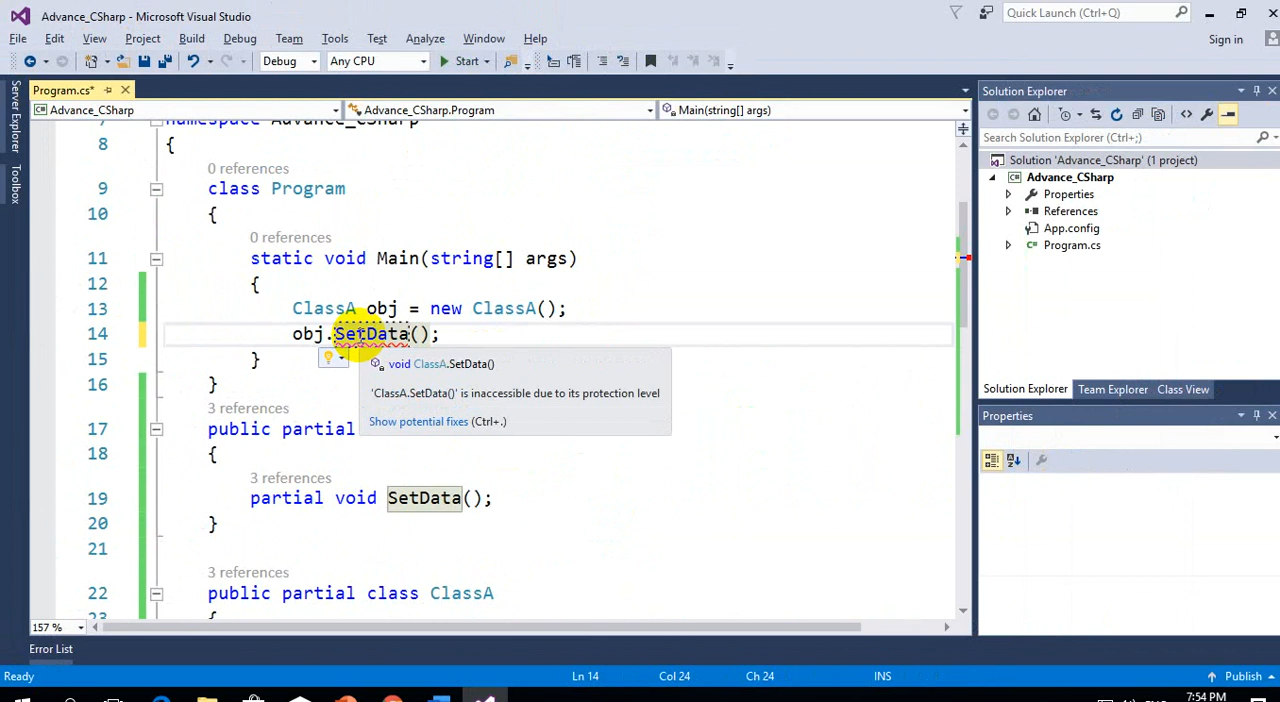 Advance_CSharp - Microsoft Visual Studio
Quick Launch (Ctrl+Q)
File Edit View Project Build Debug Team Tools Test Analyze Window Help
Sign in
Debug Any CPU Start
Server Explorer
Toolbox
Program.cs*
Advance_CSharp Advance_CSharp.Program Main(string[] args)
7 namespace Advance_CSharp
8 {
0 references
9 class Program
10 {
0 references
11 static void Main(string[] args)
12 {
13 ClassA obj = new ClassA();
14 obj.SetData();
15 }
void ClassA.SetData()
'ClassA.SetData()' is inaccessible due to its protection level
Show potential fixes (Ctrl+.)
16 }
3 references
17 public partial
18 {
3 references
19 partial void SetData();
20 }
21
3 references
22 public partial class ClassA
23 {
157 %
Solution Explorer
Search Solution Explorer (Ctrl+;)
Solution 'Advance_CSharp' (1 project)
Advance_CSharp
Properties
References
App.config
Program.cs
Solution Explorer Team Explorer Class View
Properties
Error List
Ready Ln 14 Col 24 Ch 24 INS Publish
7:54 PM